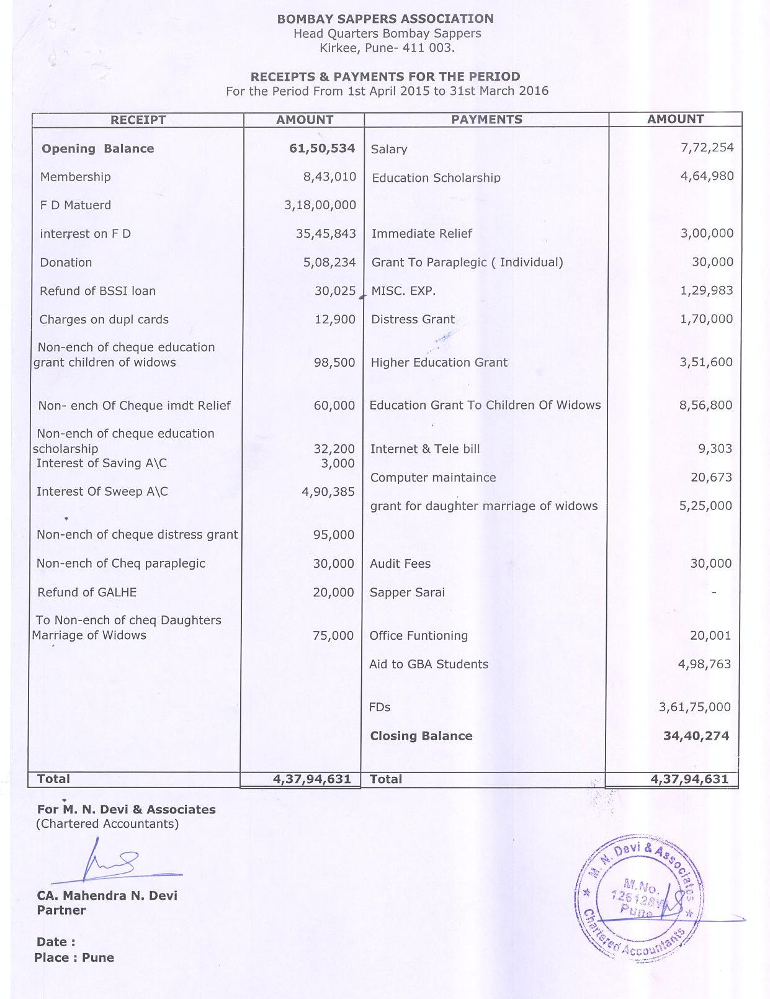 BOMBAY SAPPERS ASSOCIATION
Head Quarters Bombay Sappers
Kirkee, Pune- 411 003.
RECEIPTS & PAYMENTS FOR THE PERIOD
For the Period From 1st April 2015 to 31st March 2016
RECEIPT AMOUNT PAYMENTS AMOUNT
Opening Balance 61,50,534 Salary 7,72,254
Membership 8,43,010 Education Scholarship 4,64,980
F D Matuerd 3,18,00,000
interrest on F D 35,45,843 Immediate Relief 3,00,000
Donation 5,08,234 Grant To Paraplegic ( Individual) 30,000
Refund of BSSI loan 30,025 MISC. EXP. 1,29,983
Charges on dupl cards 12,900 Distress Grant 1,70,000
Non-ench of cheque education
grant children of widows 98,500 Higher Education Grant 3,51,600
Non- ench Of Cheque imdt Relief 60,000 Education Grant To Children Of Widows 8,56,800
Non-ench of cheque education
scholarship 32,200 Internet & Tele bill 9,303
Interest of Saving A\C 3,000
Computer maintaince 20,673
Interest Of Sweep A\C 4,90,385
grant for daughter marriage of widows 5,25,000
Non-ench of cheque distress grant 95,000
Non-ench of Cheq paraplegic 30,000 Audit Fees 30,000
Refund of GALHE 20,000 Sapper Sarai -
To Non-ench of cheq Daughters
Marriage of Widows 75,000 Office Funtioning 20,001
Aid to GBA Students 4,98,763
FDs 3,61,75,000
Closing Balance 34,40,274
Total 4,37,94,631 Total 4,37,94,631
For M. N. Devi & Associates
(Chartered Accountants)
CA. Mahendra N. Devi
Partner
Date :
Place : Pune
M. N. Devi & Associates
M.No.
Pune
Chartered Accountants